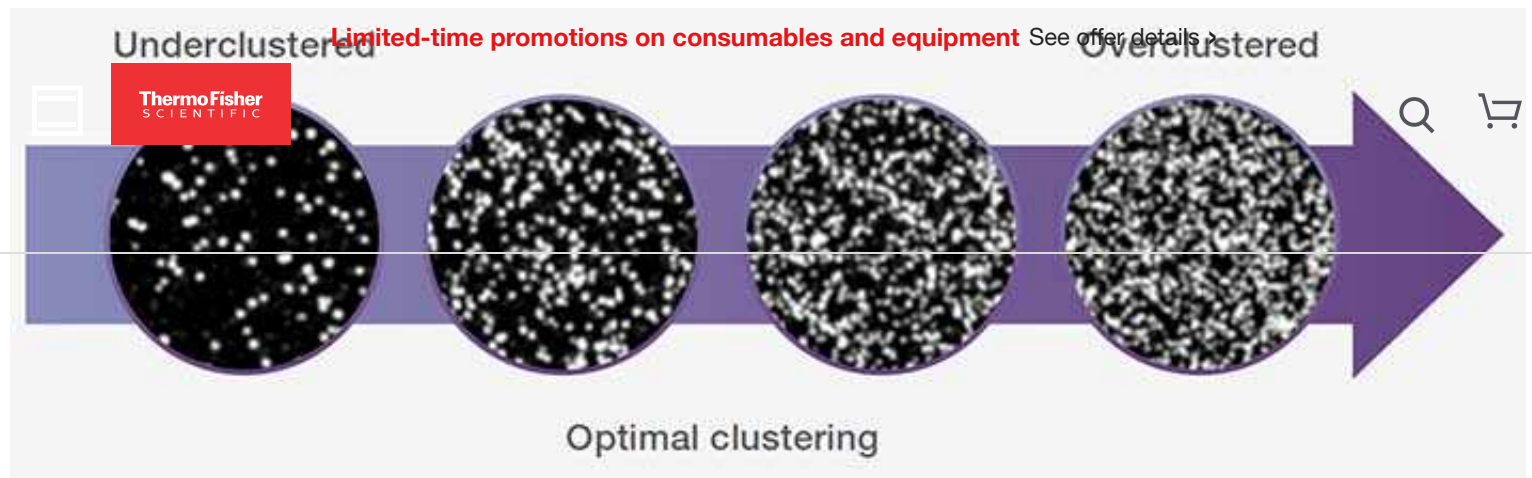 Underclustered
Limited-time promotions on consumables and equipment See offer details ›
Overclustered
ThermoFisher
SCIENTIFIC
Optimal clustering